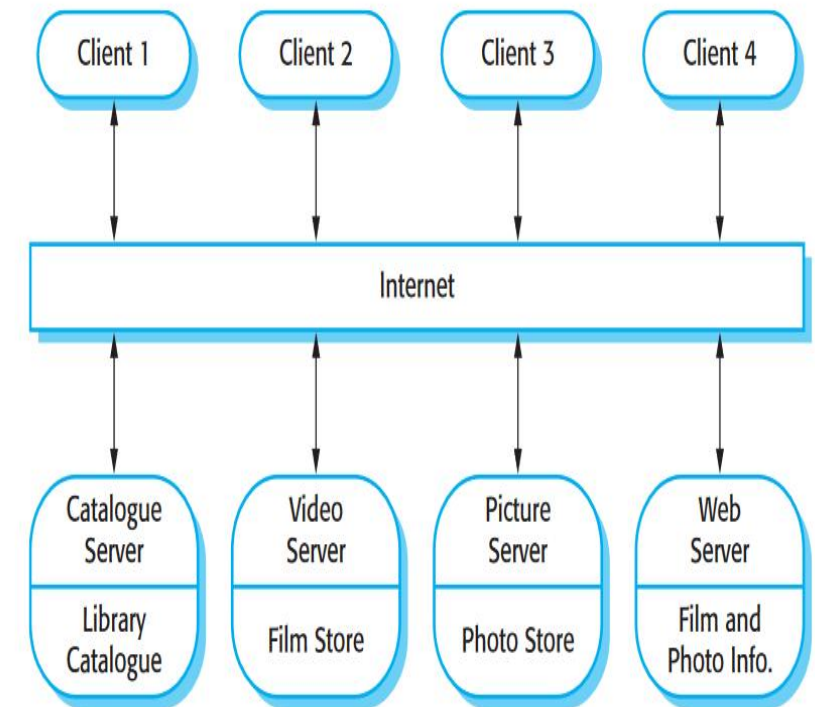 Client 1
Client 2
Client 3
Client 4
Internet
Catalogue
Server
Library
Catalogue
Video
Server
Film Store
Picture
Server
Photo Store
Web
Server
Film and
Photo Info.